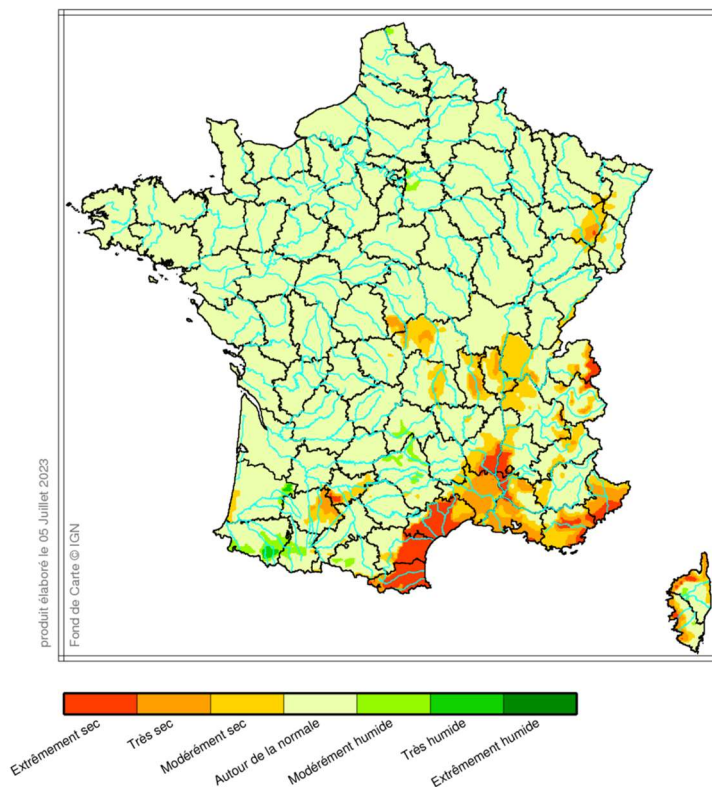 produit élaboré le 05 Juillet 2023
Fond de Carte © IGN
Extrêmement sec
Très sec
Modérément sec
Autour de la normale
Modérément humide
Très humide
Extrêmement humide